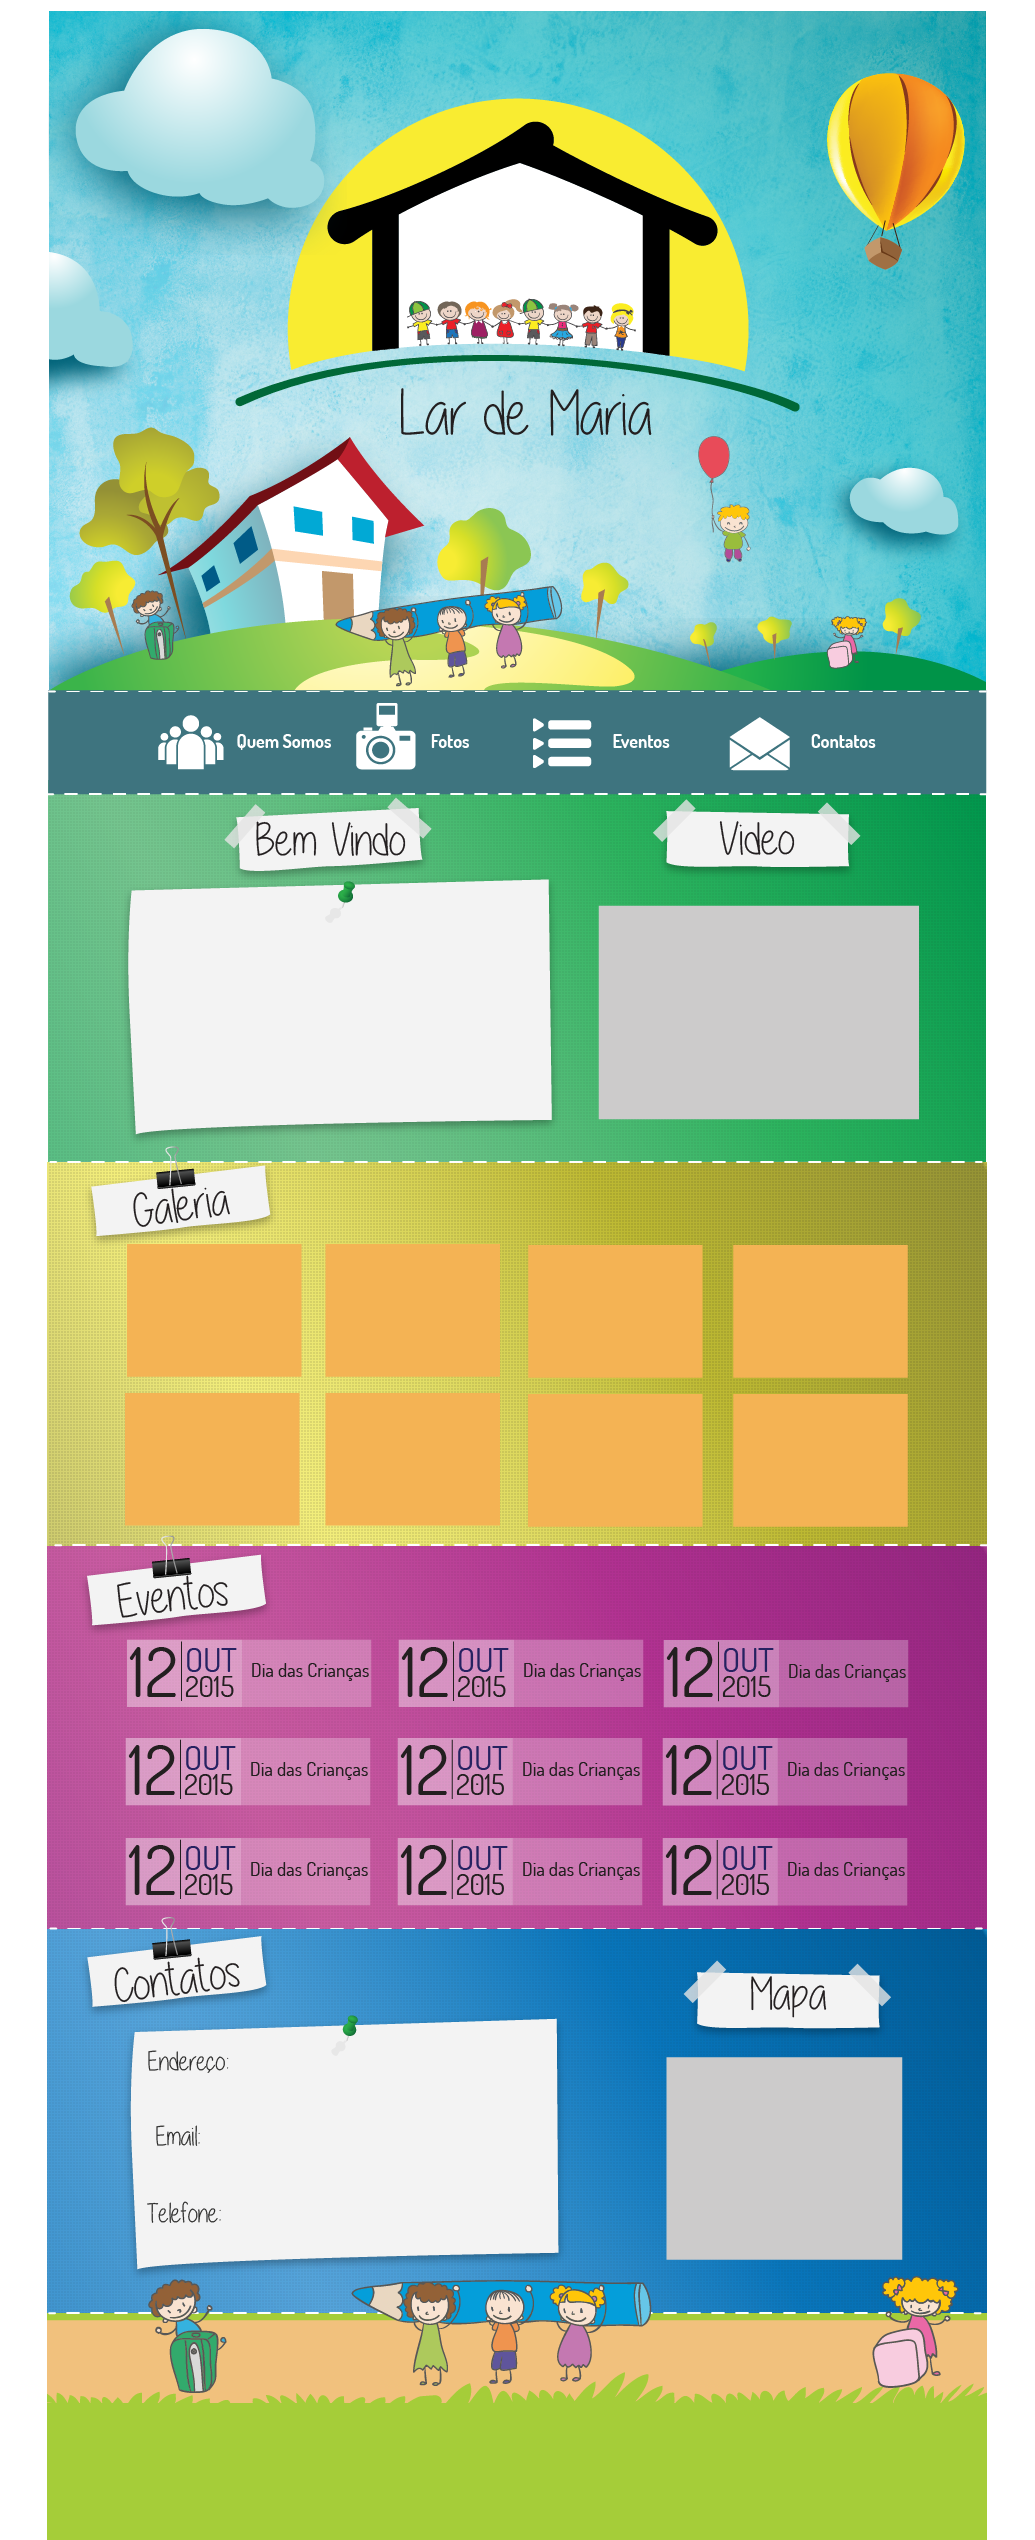 Lar de Maria
Quem Somos Fotos Eventos Contatos
Bem Vindo
Video
Galeria
Eventos
12 OUT 2015 Dia das Crianças
12 OUT 2015 Dia das Crianças
12 OUT 2015 Dia das Crianças
12 OUT 2015 Dia das Crianças
12 OUT 2015 Dia das Crianças
12 OUT 2015 Dia das Crianças
12 OUT 2015 Dia das Crianças
12 OUT 2015 Dia das Crianças
12 OUT 2015 Dia das Crianças
Contatos
Mapa
Endereço:
Email:
Telefone: